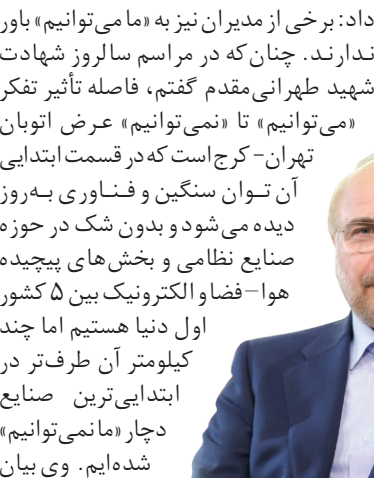 داد: برخی از مدیران نیز به «ما می‌توانیم» باور
ندارند. چنان که در مراسم سالروز شهادت
شهید طهرانی‌مقدم گفتم، فاصله تأثیر تفکر
«می‌توانیم» تا «نمی‌توانیم» عرض اتوبان
تهران- کرج است که در قسمت ابتدایی
آن توان سنگین و فناوری به‌روز
دیده می‌شود و بدون شک در حوزه
صنایع نظامی و بخش‌های پیچیده
هوا-فضا و الکترونیک بین ۵ کشور
اول دنیا هستیم اما چند
کیلومتر آن طرف‌تر در
ابتدایی‌ترین صنایع
دچار «ما نمی‌توانیم»
شده‌ایم. وی بیان